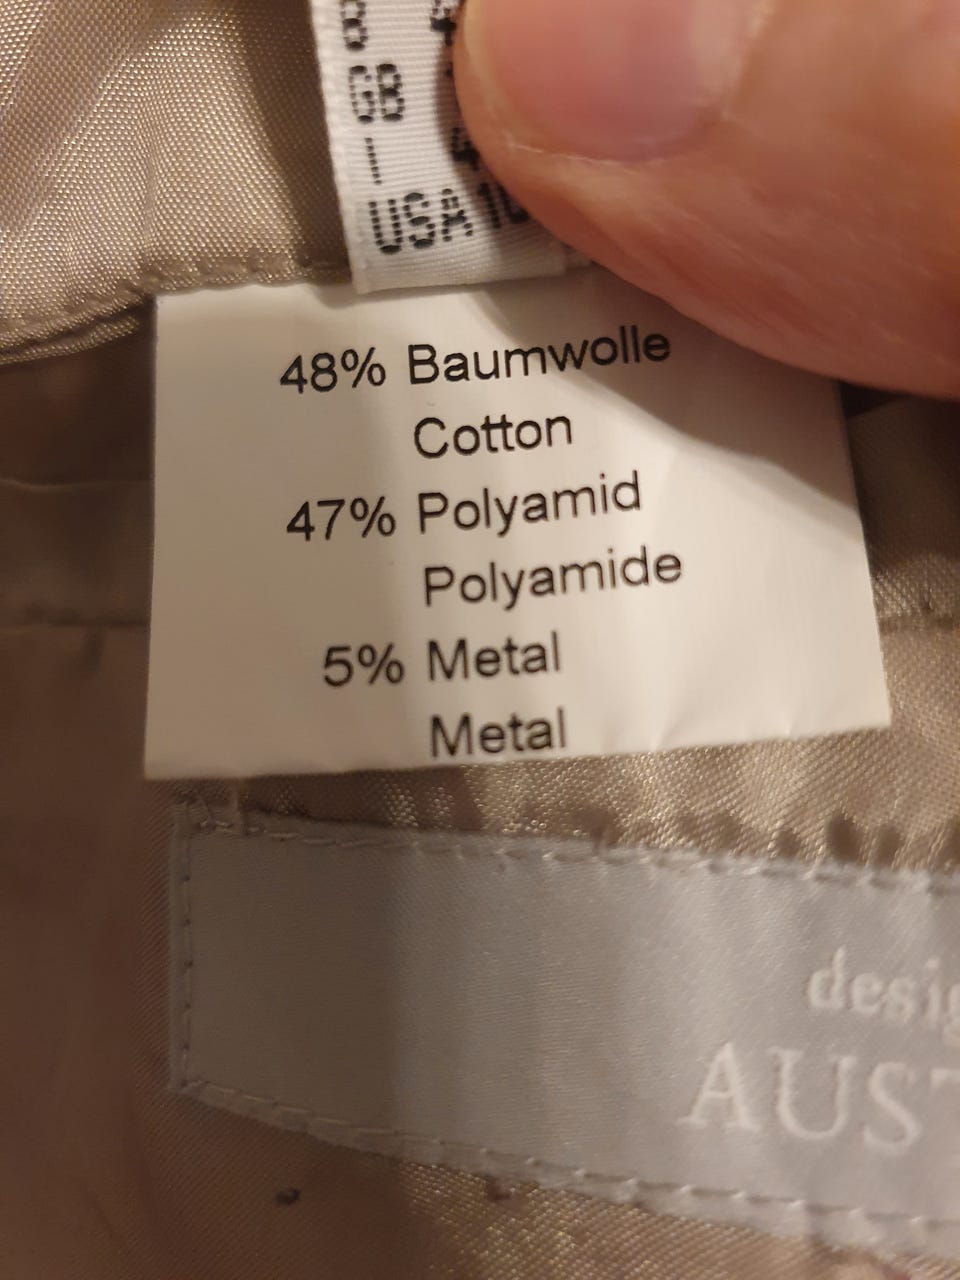 GB
I
USA
48% Baumwolle
Cotton
47% Polyamid
Polyamide
5% Metal
Metal